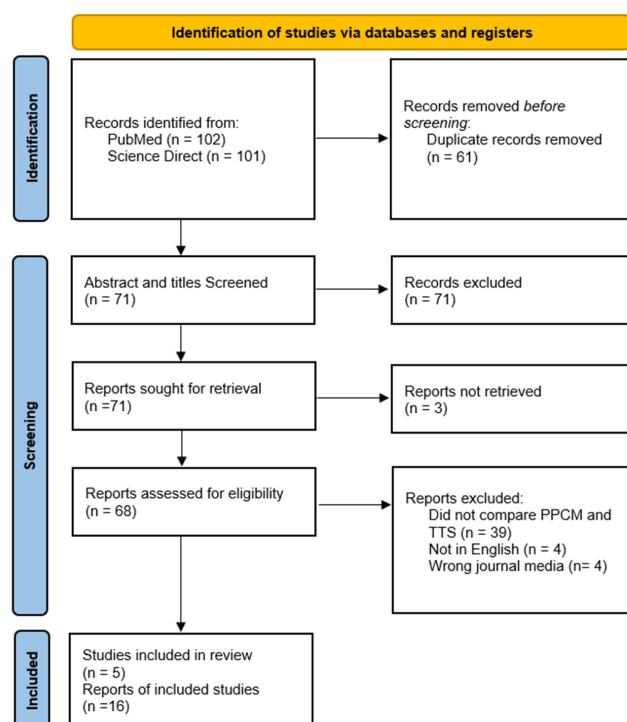 Identification of studies via databases and registers
Identification
Records identified from:
PubMed (n = 102)
Science Direct (n = 101)
Records removed before
screening:
Duplicate records removed
(n = 61)
Screening
Abstract and titles Screened
(n = 71)
Records excluded
(n = 71)
Reports sought for retrieval
(n =71)
Reports not retrieved
(n = 3)
Reports assessed for eligibility
(n = 68)
Reports excluded:
Did not compare PPCM and
TTS (n = 39)
Not in English (n = 4)
Wrong journal media (n= 4)
Included
Studies included in review
(n = 5)
Reports of included studies
(n =16)